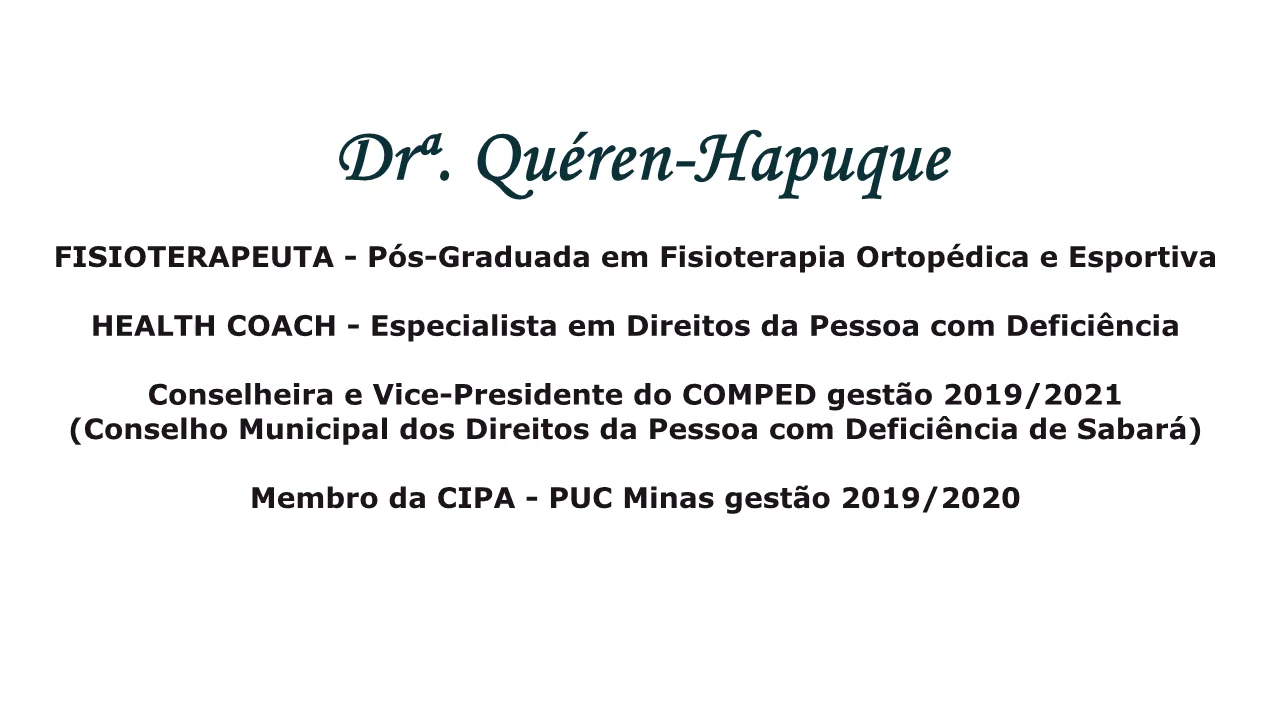 Drª. Quéren-Hapuque
FISIOTERAPEUTA - Pós-Graduada em Fisioterapia Ortopédica e Esportiva
HEALTH COACH - Especialista em Direitos da Pessoa com Deficiência
Conselheira e Vice-Presidente do COMPED gestão 2019/2021
(Conselho Municipal dos Direitos da Pessoa com Deficiência de Sabará)
Membro da CIPA - PUC Minas gestão 2019/2020